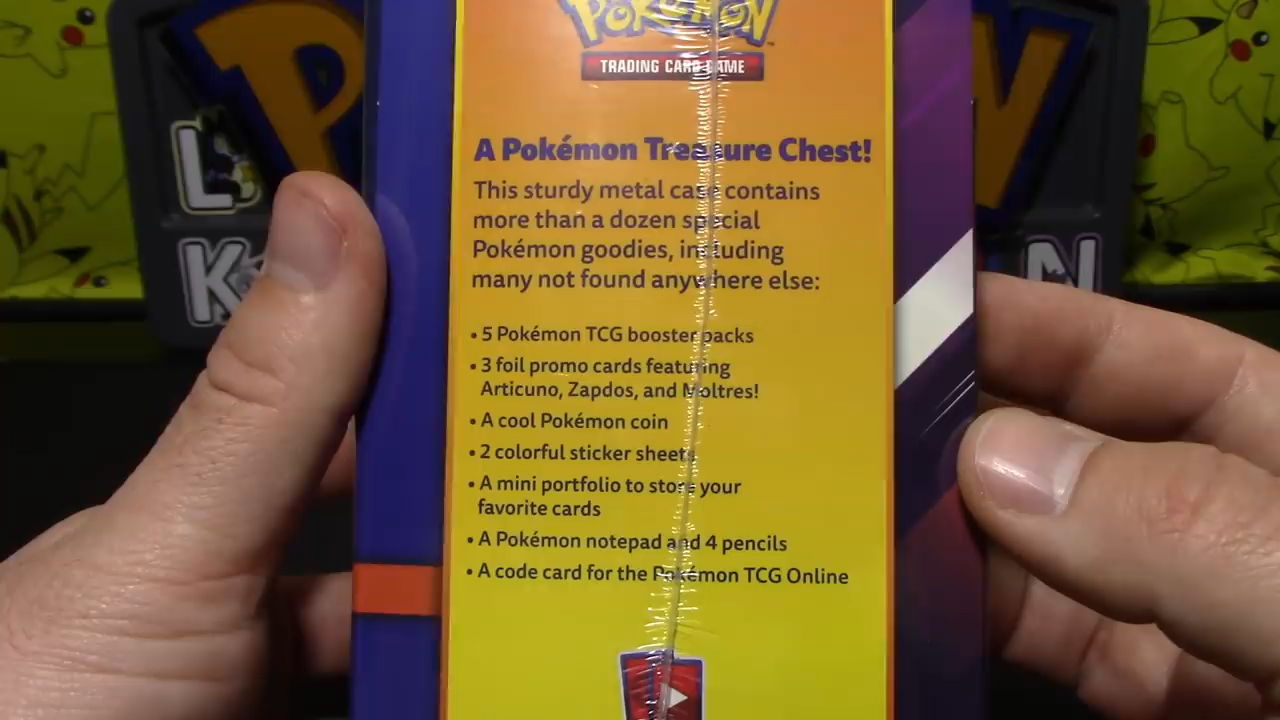 POKÉMON
TRADING CARD GAME
A Pokémon Treasure Chest!
This sturdy metal case contains
more than a dozen special
Pokémon goodies, including
many not found anywhere else:
• 5 Pokémon TCG booster packs
• 3 foil promo cards featuring
Articuno, Zapdos, and Moltres!
• A cool Pokémon coin
• 2 colorful sticker sheets
• A mini portfolio to store your
favorite cards
• A Pokémon notepad and 4 pencils
• A code card for the Pokémon TCG Online